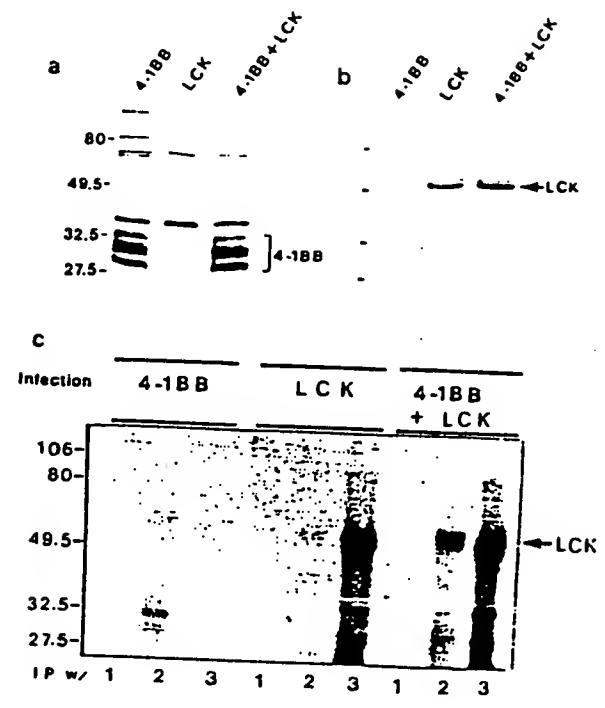 a
4-1BB
LCK
4-1BB+LCK
80-
49.5-
32.5-
27.5-
4-1BB
b
4-1BB
LCK
4-1BB+LCK
LCK
c
Infection
4-1BB
LCK
4-1BB
+ LCK
106-
80-
49.5-
32.5-
27.5-
LCK
IP w/ 1 2 3 1 2 3 1 2 3